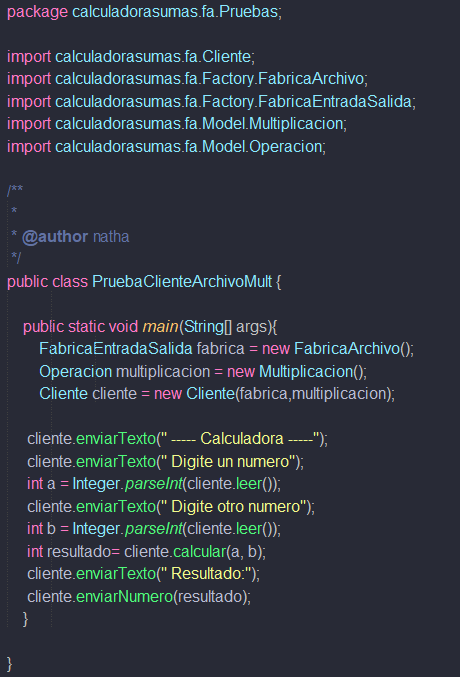 package calculadorasumas.fa.Pruebas;
import calculadorasumas.fa.Cliente;
import calculadorasumas.fa.Factory.FabricaArchivo;
import calculadorasumas.fa.Factory.FabricaEntradaSalida;
import calculadorasumas.fa.Model.Multiplicacion;
import calculadorasumas.fa.Model.Operacion;
/**
*
* @author natha
*/
public class PruebaClienteArchivoMult {
public static void main(String[] args){
FabricaEntradaSalida fabrica = new FabricaArchivo();
Operacion multiplicacion = new Multiplicacion();
Cliente cliente = new Cliente(fabrica,multiplicacion);
cliente.enviarTexto(" ----- Calculadora -----");
cliente.enviarTexto(" Digite un numero");
int a = Integer.parseInt(cliente.leer());
cliente.enviarTexto(" Digite otro numero");
int b = Integer.parseInt(cliente.leer());
int resultado= cliente.calcular(a, b);
cliente.enviarTexto(" Resultado:");
cliente.enviarNumero(resultado);
}
}